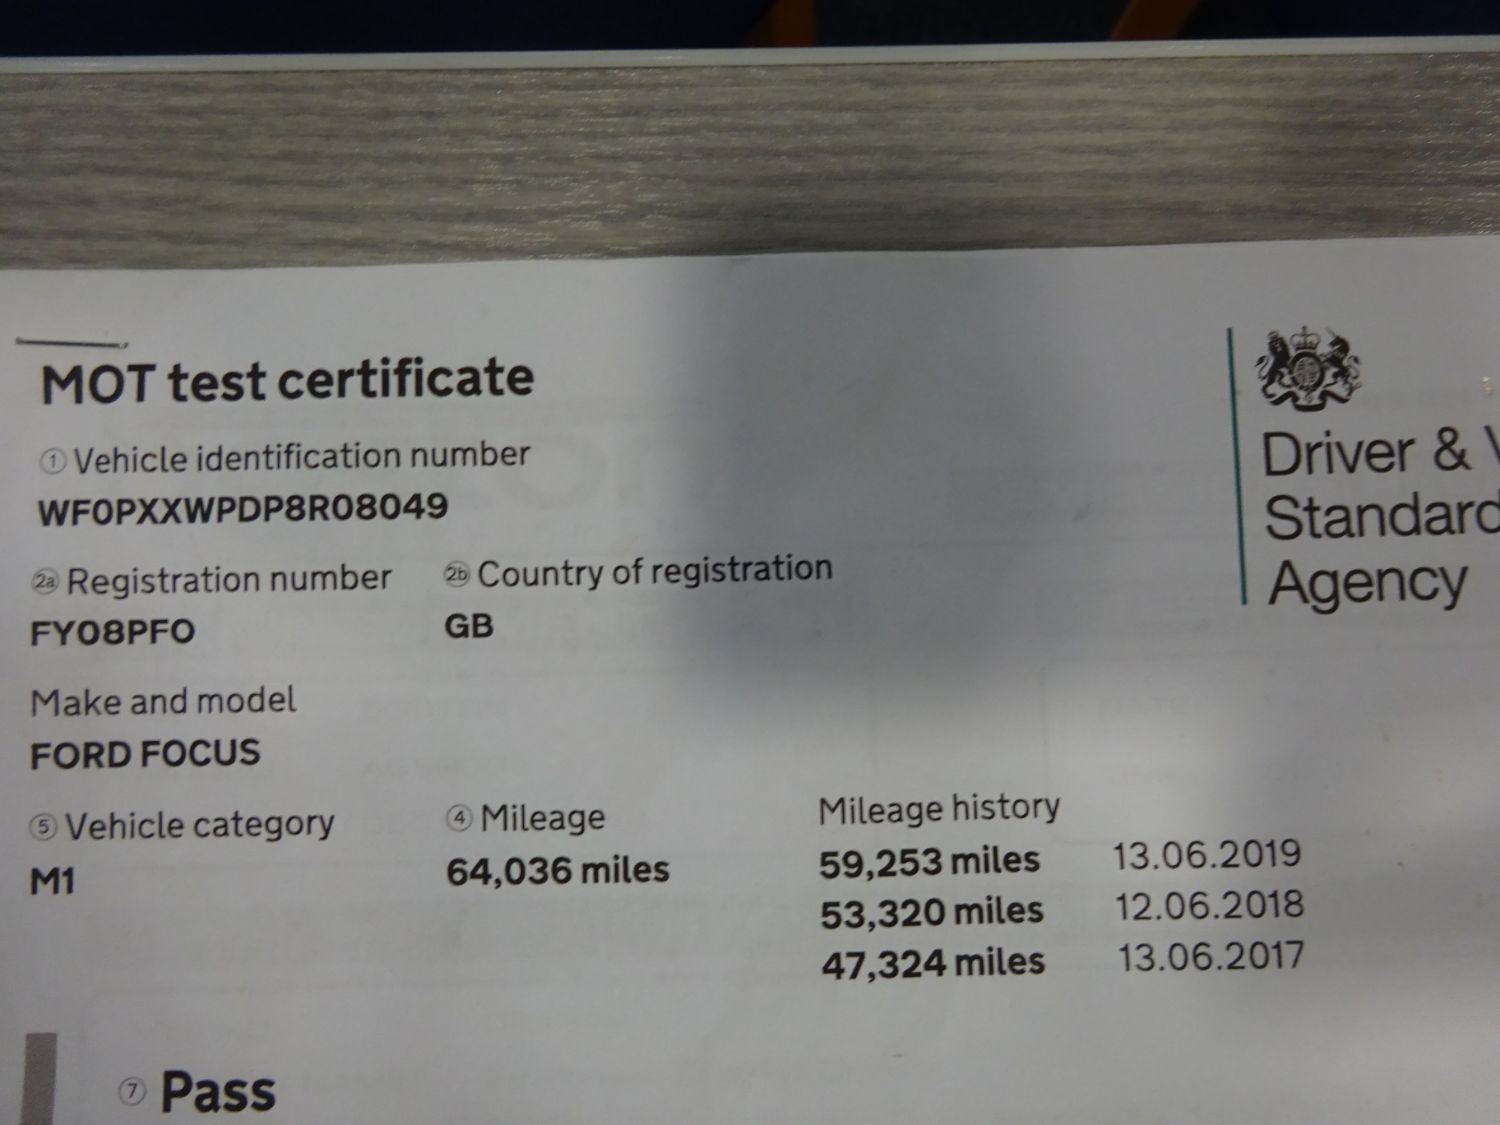 MOT test certificate
1 Vehicle identification number
WF0PXXWPDP8R08049
2a Registration number
FY08PFO
2b Country of registration
GB
Make and model
FORD FOCUS
5 Vehicle category
M1
4 Mileage
64,036 miles
Mileage history
59,253 miles 13.06.2019
53,320 miles 12.06.2018
47,324 miles 13.06.2017
7 Pass
Driver &
Standard
Agency